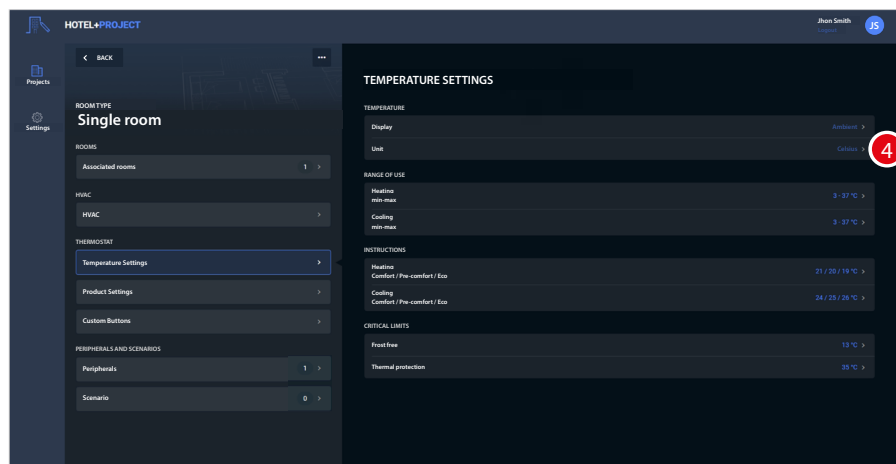 HOTEL+PROJECT
Jhon Smith
Logout
JS
BACK
Projects
Settings
ROOM TYPE
Single room
ROOMS
Associated rooms 1
HVAC
HVAC
THERMOSTAT
Temperature Settings
Product Settings
Custom Buttons
PERIPHERALS AND SCENARIOS
Peripherals 1
Scenario 0
TEMPERATURE SETTINGS
TEMPERATURE
Display Ambient
Unit Celsius
4
RANGE OF USE
Heating
min-max
3 - 37 °C
Cooling
min-max
3 - 37 °C
INSTRUCTIONS
Heating
Comfort / Pre-comfort / Eco
21 / 20 / 19 °C
Cooling
Comfort / Pre-comfort / Eco
24 / 25 / 26 °C
CRITICAL LIMITS
Frost free 13 °C
Thermal protection 35 °C